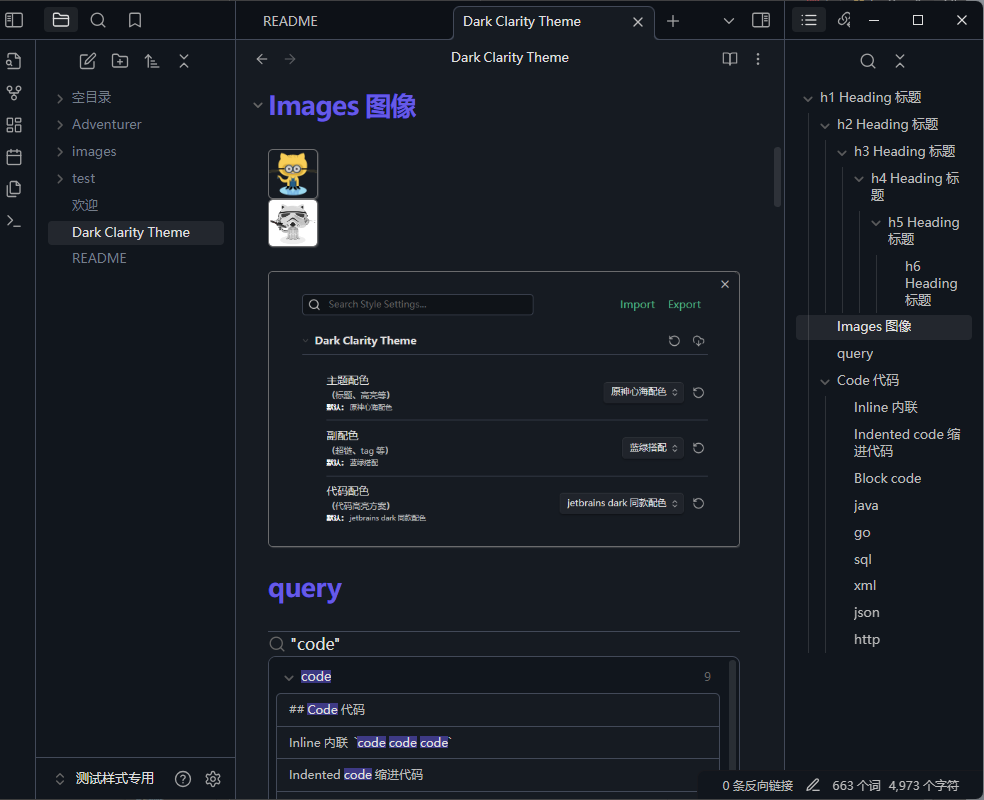 README
Dark Clarity Theme
Dark Clarity Theme
空目录
Adventurer
images
test
欢迎
Dark Clarity Theme
README
测试样式专用
Images 图像
Search Style Settings...
Import
Export
Dark Clarity Theme
主题配色
（标题、高亮等）
默认： 原神心海配色
原神心海配色
副配色
（超链、tag 等）
默认： 蓝绿搭配
蓝绿搭配
代码配色
（代码高亮方案）
默认： jetbrains dark 同款配色
jetbrains dark 同款配色
query
"code"
code
9
## Code 代码
Inline 内联 `code code code`
Indented code 缩进代码
h1 Heading 标题
h2 Heading 标题
h3 Heading 标题
h4 Heading 标
题
h5 Heading
标题
h6
Heading
标题
Images 图像
query
Code 代码
Inline 内联
Indented code 缩
进代码
Block code
java
go
sql
xml
json
http
0 条反向链接
663 个词
4,973 个字符